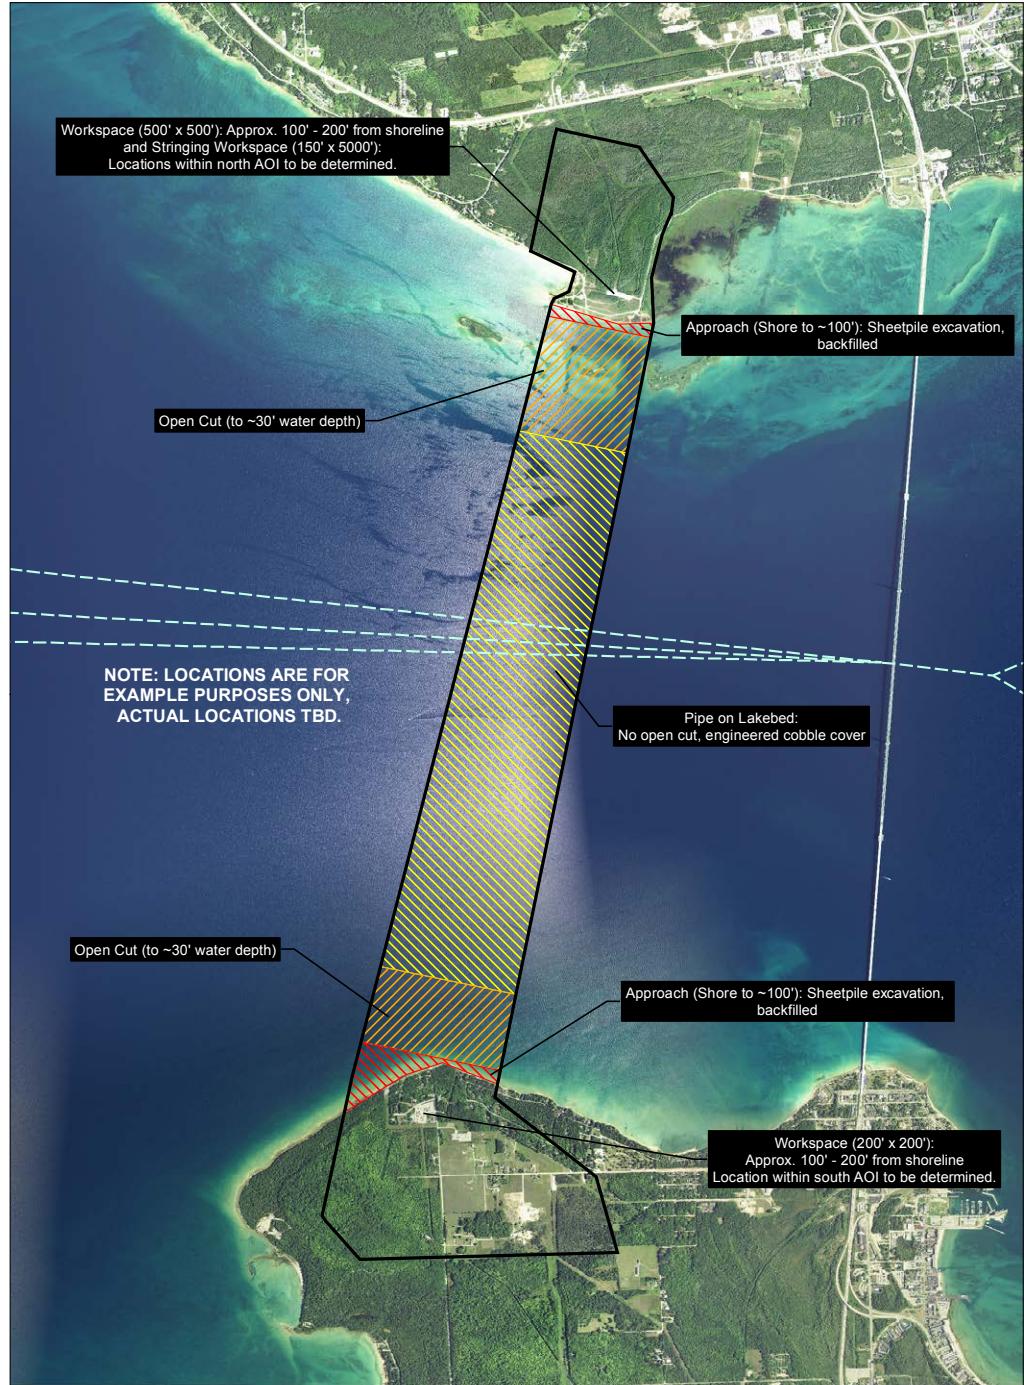 Workspace (500' x 500'): Approx. 100' - 200' from shoreline
and Stringing Workspace (150' x 5000'):
Locations within north AOI to be determined.
Approach (Shore to ~100'): Sheetpile excavation,
backfilled
Open Cut (to ~30' water depth)
NOTE: LOCATIONS ARE FOR
EXAMPLE PURPOSES ONLY,
ACTUAL LOCATIONS TBD.
Pipe on Lakebed:
No open cut, engineered cobble cover
Open Cut (to ~30' water depth)
Approach (Shore to ~100'): Sheetpile excavation,
backfilled
Workspace (200' x 200'):
Approx. 100' - 200' from shoreline
Location within south AOI to be determined.